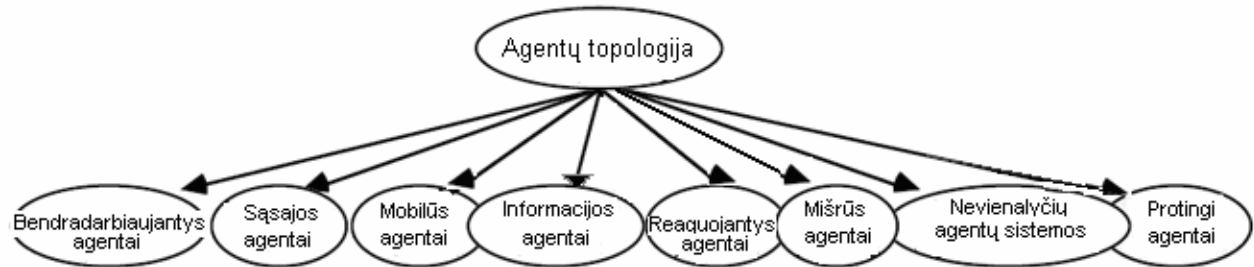 Agentų topologija
Bendradarbiaujantys
agentai
Sąsajos
agentai
Mobilūs
agentai
Informacijos
agentai
Reaguojantys
agentai
Mišrūs
agentai
Nevienalyčių
agentų sistemos
Protingi
agentai